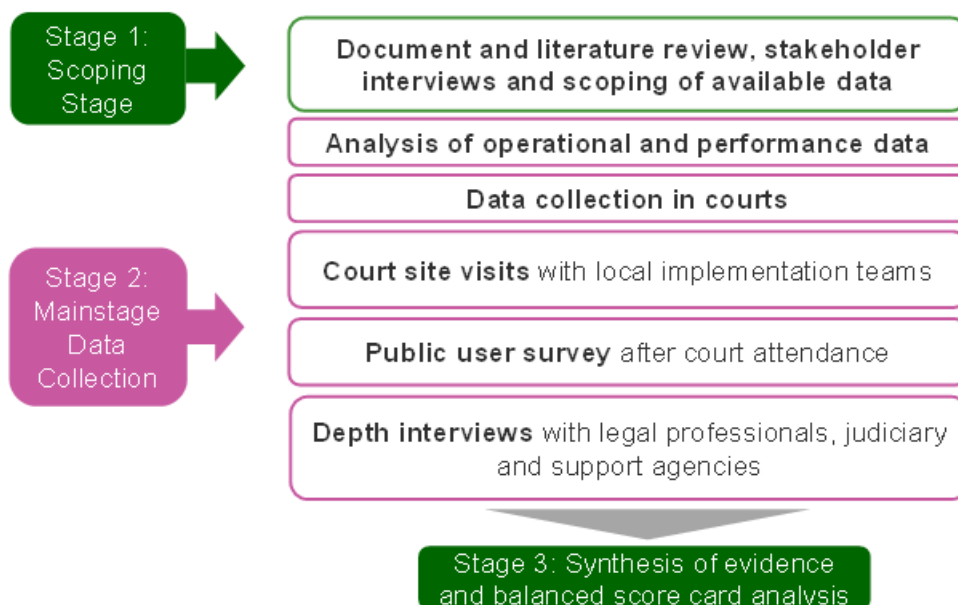 Stage 1:
Scoping
Stage
Document and literature review, stakeholder
interviews and scoping of available data
Analysis of operational and performance data
Data collection in courts
Stage 2:
Mainstage
Data
Collection
Court site visits with local implementation teams
Public user survey after court attendance
Depth interviews with legal professionals, judiciary
and support agencies
Stage 3: Synthesis of evidence
and balanced score card analysis